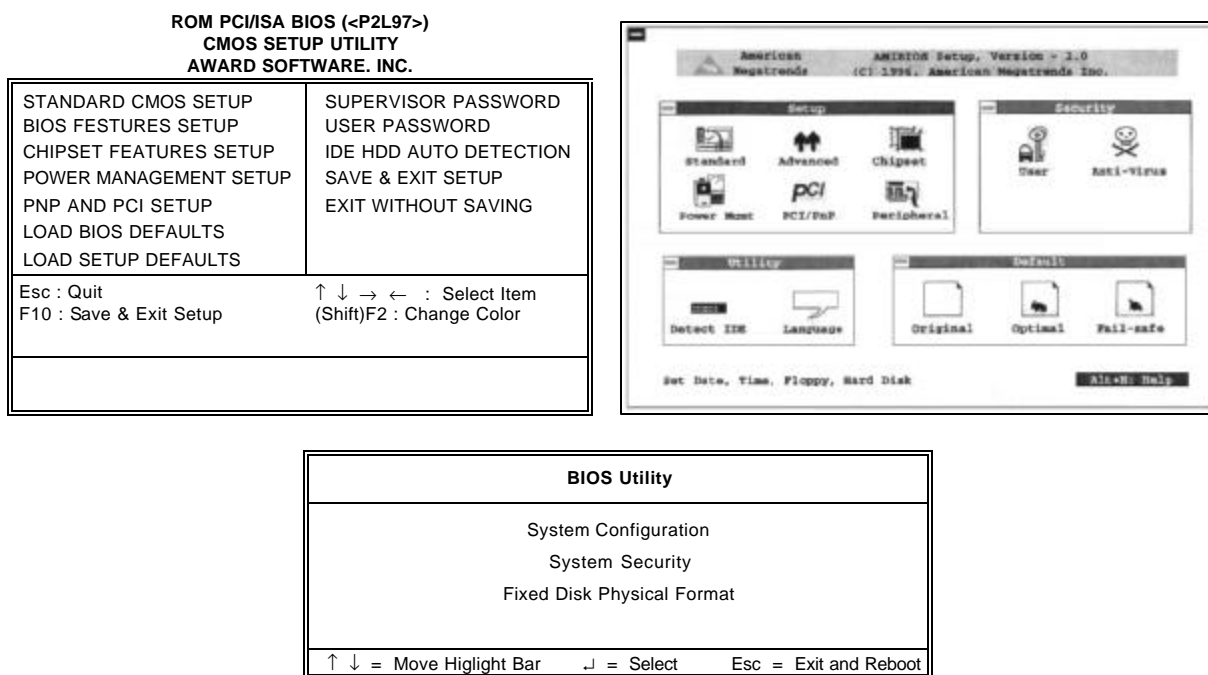 ROM PCI/ISA BIOS (<P2L97>)
CMOS SETUP UTILITY
AWARD SOFTWARE. INC.
STANDARD CMOS SETUP
BIOS FESTURES SETUP
CHIPSET FEATURES SETUP
POWER MANAGEMENT SETUP
PNP AND PCI SETUP
LOAD BIOS DEFAULTS
LOAD SETUP DEFAULTS
SUPERVISOR PASSWORD
USER PASSWORD
IDE HDD AUTO DETECTION
SAVE & EXIT SETUP
EXIT WITHOUT SAVING
Esc : Quit
F10 : Save & Exit Setup
↑ ↓ → ← : Select Item
(Shift)F2 : Change Color
American
Megatrends
AMIBIOS Setup, Version - 1.0
(C) 1996, American Megatrends Inc.
Setup
Standard
Advanced
Chipset
Power Mgmt
PCI
PCI/PnP
Peripheral
Security
User
Anti-Virus
Utility
Detect IDE
Language
Default
Original
Optimal
Fail-safe
Set Date, Time, Floppy, Hard Disk
Alt+H: Help
BIOS Utility
System Configuration
System Security
Fixed Disk Physical Format
↑ ↓ = Move Higlight Bar ↵ = Select Esc = Exit and Reboot